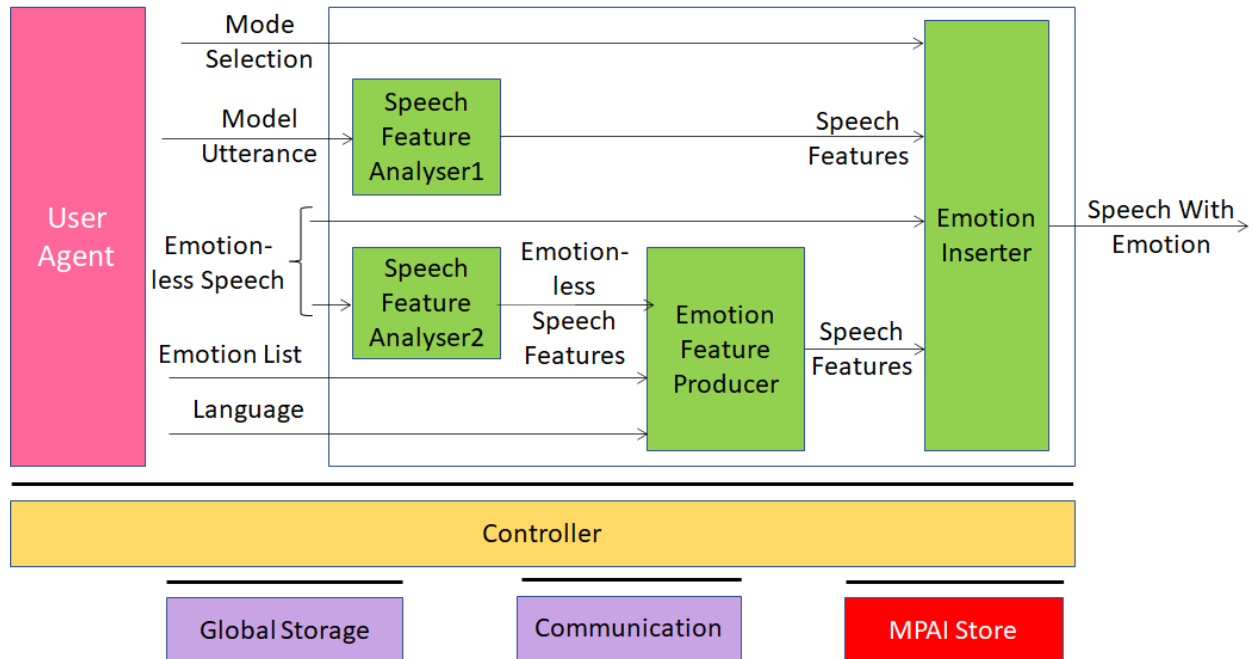 Mode
Selection
Model
Utterance
Speech
Feature
Analyser1
Speech
Features
User
Agent
Emotion-
less Speech
Speech
Feature
Analyser2
Emotion-
less
Speech
Features
Emotion
Feature
Producer
Speech
Features
Emotion
Inserter
Speech With
Emotion
Emotion List
Language
Controller
Global Storage
Communication
MPAI Store